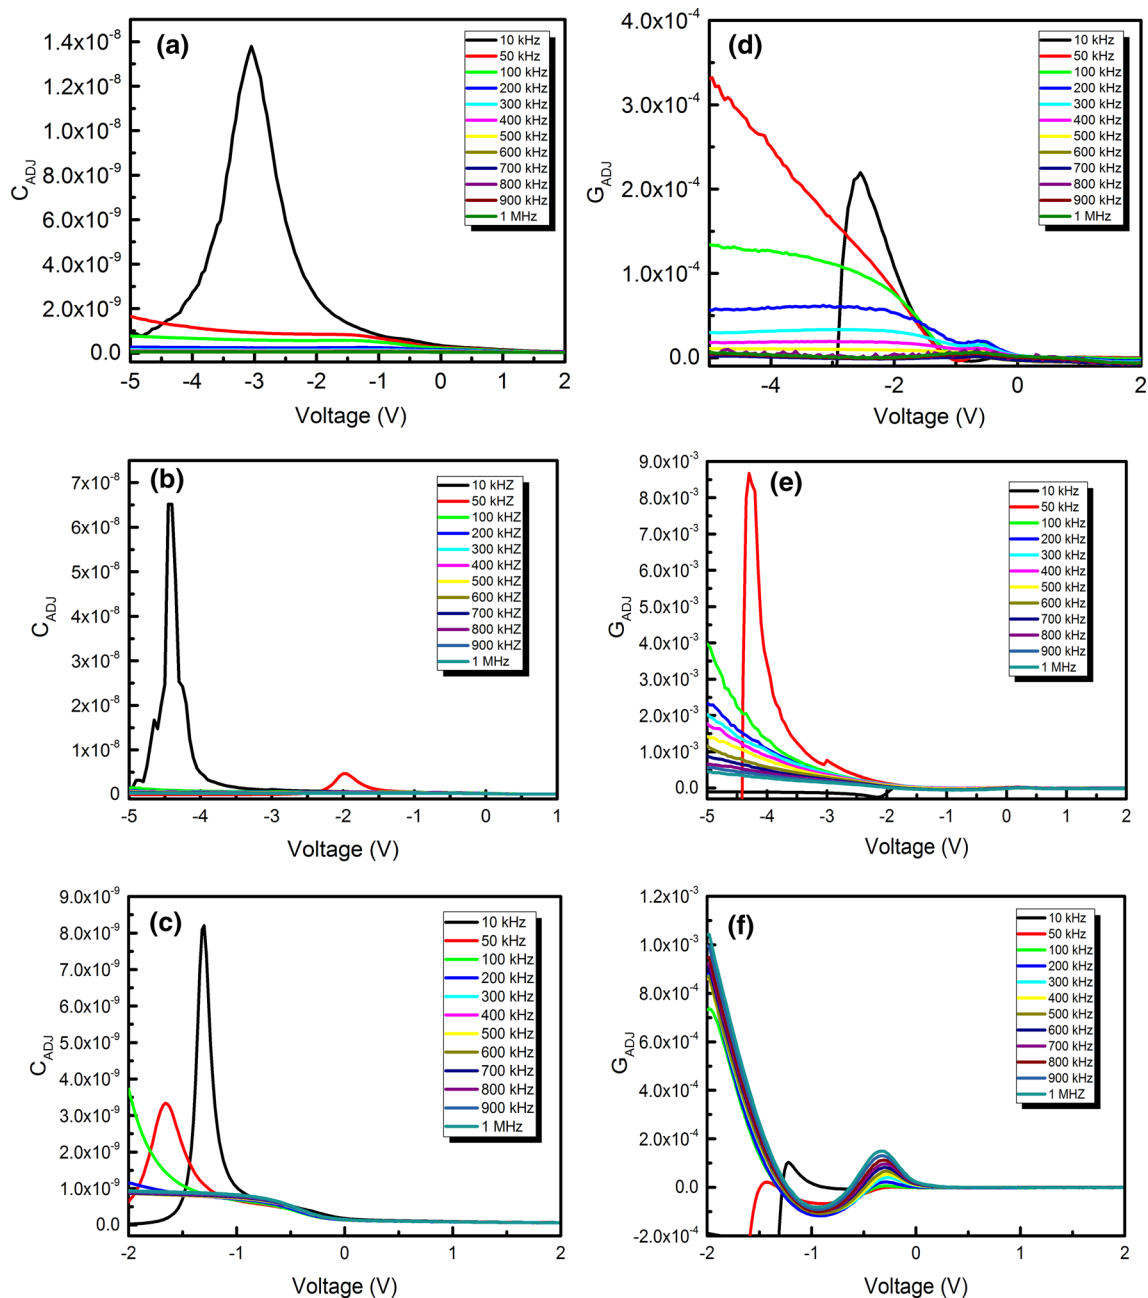 (a)
C_ADJ
1.4x10⁻⁸
1.2x10⁻⁸
1.0x10⁻⁸
8.0x10⁻⁹
6.0x10⁻⁹
4.0x10⁻⁹
2.0x10⁻⁹
0.0
-5 -4 -3 -2 -1 0 1 2
Voltage (V)
10 kHz
50 kHz
100 kHz
200 kHz
300 kHz
400 kHz
500 kHz
600 kHz
700 kHz
800 kHz
900 kHz
1 MHz
(d)
G_ADJ
4.0x10⁻⁴
3.0x10⁻⁴
2.0x10⁻⁴
1.0x10⁻⁴
0.0
-4 -2 0 2
Voltage (V)
10 kHz
50 kHz
100 kHz
200 kHz
300 kHz
400 kHz
500 kHz
600 kHz
700 kHz
800 kHz
900 kHz
1 MHz
(b)
C_ADJ
7x10⁻⁸
6x10⁻⁸
5x10⁻⁸
4x10⁻⁸
3x10⁻⁸
2x10⁻⁸
1x10⁻⁸
0
-5 -4 -3 -2 -1 0 1
Voltage (V)
10 kHZ
50 kHZ
100 kHZ
200 kHZ
300 kHZ
400 kHZ
500 kHZ
600 kHZ
700 kHZ
800 kHZ
900 kHZ
1 MHz
(e)
G_ADJ
9.0x10⁻³
8.0x10⁻³
7.0x10⁻³
6.0x10⁻³
5.0x10⁻³
4.0x10⁻³
3.0x10⁻³
2.0x10⁻³
1.0x10⁻³
0.0
-5 -4 -3 -2 -1 0 1 2
Voltage (V)
10 kHz
50 kHz
100 kHz
200 kHz
300 kHz
400 kHz
500 kHz
600 kHz
700 kHz
800 kHz
900 kHz
1 MHz
(c)
C_ADJ
9.0x10⁻⁹
8.0x10⁻⁹
7.0x10⁻⁹
6.0x10⁻⁹
5.0x10⁻⁹
4.0x10⁻⁹
3.0x10⁻⁹
2.0x10⁻⁹
1.0x10⁻⁹
0.0
-2 -1 0 1 2
Voltage (V)
10 kHz
50 kHz
100 kHz
200 kHz
300 kHz
400 kHz
500 kHz
600 kHz
700 kHz
800 kHz
900 kHz
1 MHz
(f)
G_ADJ
1.2x10⁻³
1.0x10⁻³
8.0x10⁻⁴
6.0x10⁻⁴
4.0x10⁻⁴
2.0x10⁻⁴
0.0
-2.0x10⁻⁴
-2 -1 0 1 2
Voltage (V)
10 kHz
50 kHz
100 kHz
200 kHz
300 kHz
400 kHz
500 kHz
600 kHz
700 kHz
800 kHz
900 kHz
1 MHZ